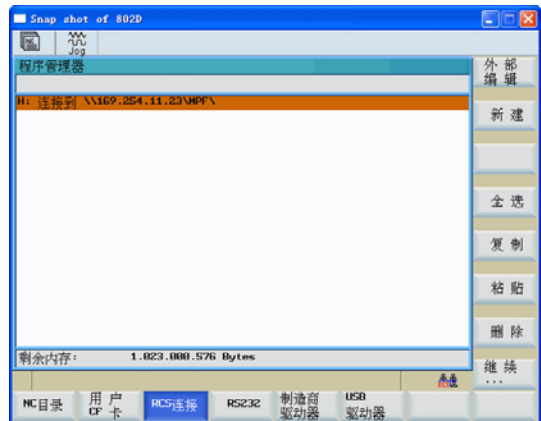 Snap shot of 802D
NC
Jog
程序管理器
H: 连接到 \\169.254.11.23\MPF\
剩余内存: 1.023.000.576 Bytes
外部
编辑
新建
全选
复制
粘贴
删除
继续
...
RCS
NC目录
用户
CF 卡
RCS连接
RS232
制造商
驱动器
USB
驱动器